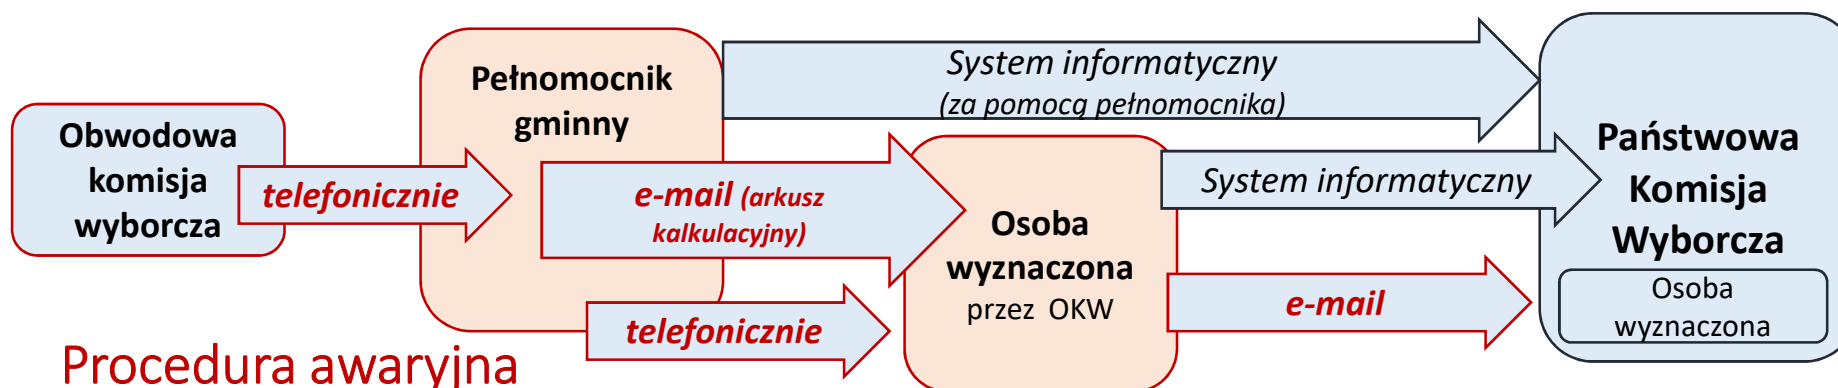 Obwodowa
komisja
wyborcza
telefonicznie
Pełnomocnik
gminny
System informatyczny
(za pomocą pełnomocnika)
e-mail (arkusz
kalkulacyjny)
telefonicznie
Osoba
wyznaczona
przez OKW
System informatyczny
e-mail
Państwowa
Komisja
Wyborcza
Osoba
wyznaczona
Procedura awaryjna